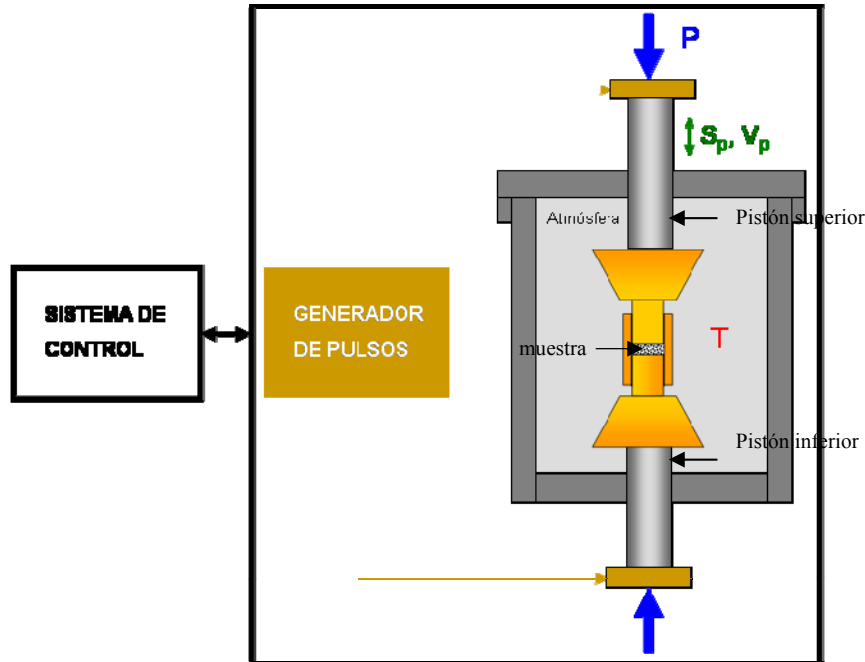 P
Sp, Vp
Atmósfera
Pistón superior
SISTEMA DE
CONTROL
GENERADOR
DE PULSOS
T
muestra
Pistón inferior